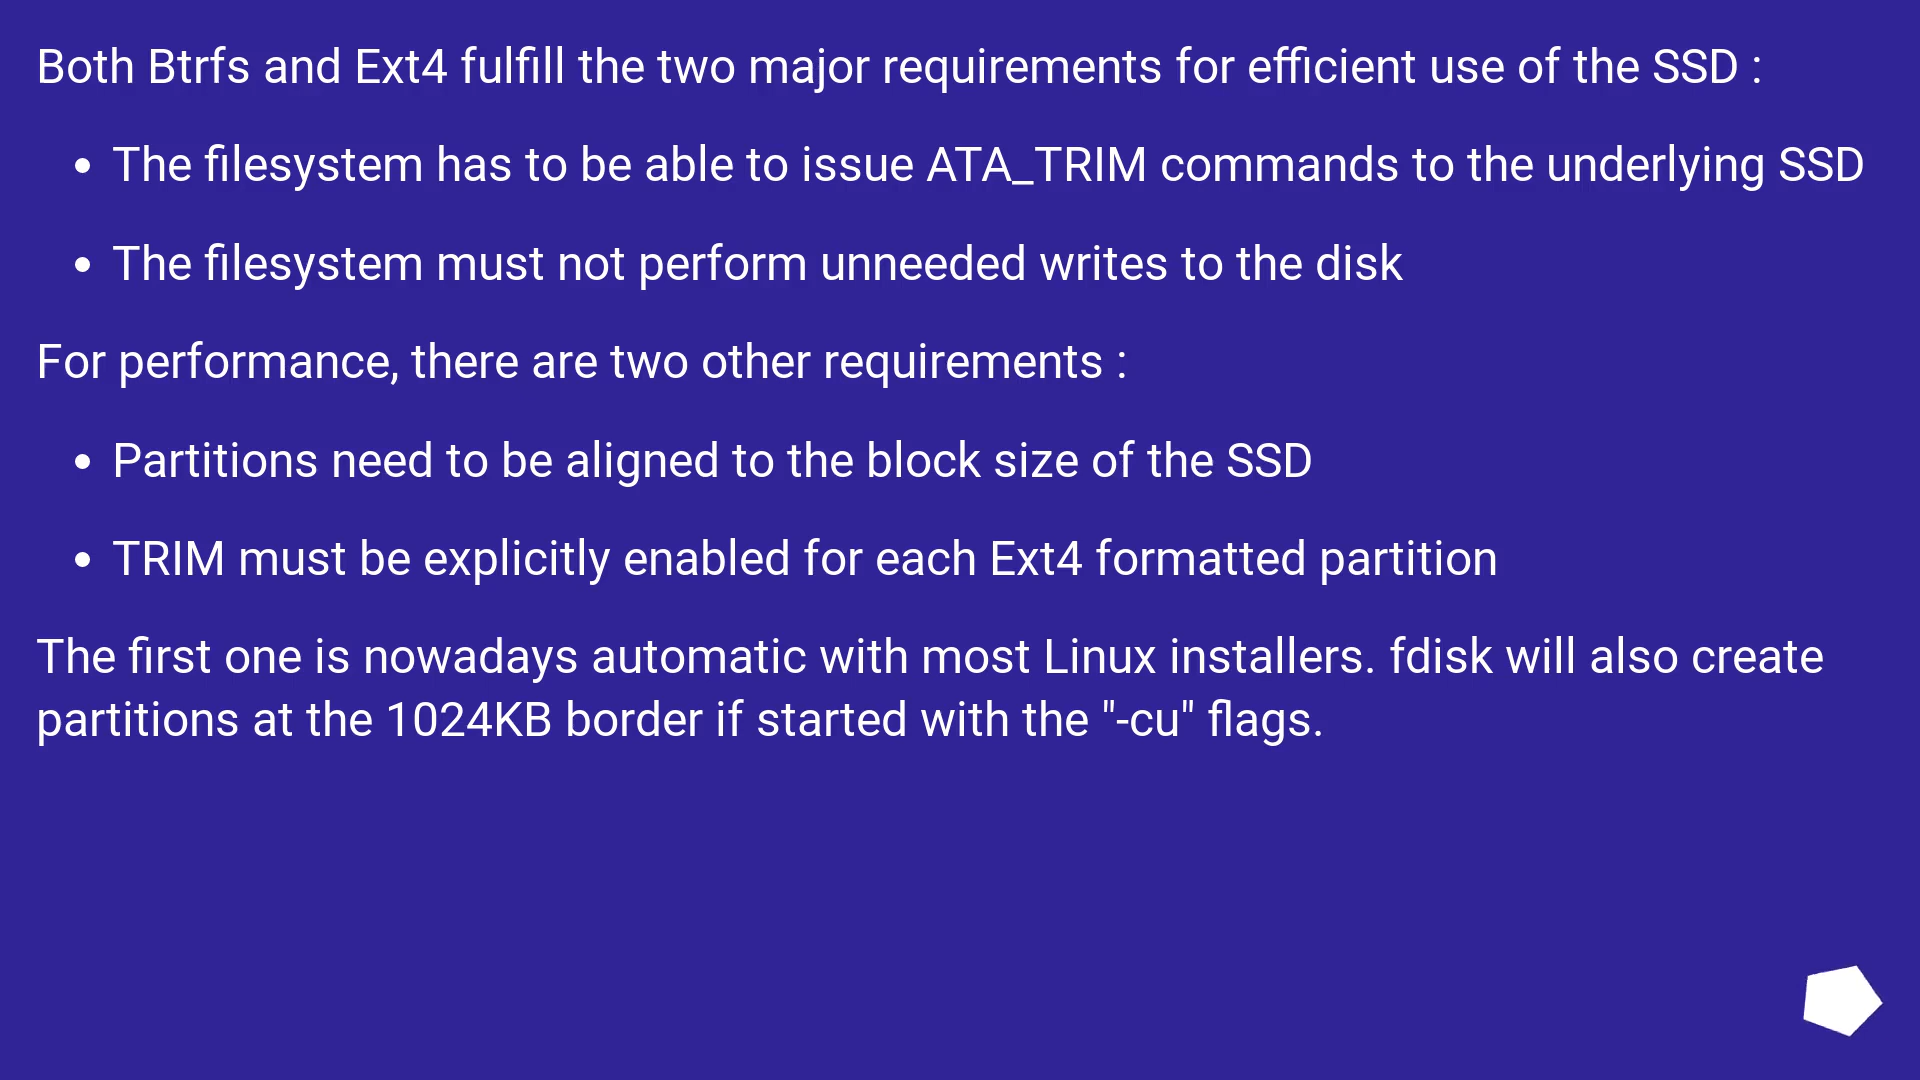 Both Btrfs and Ext4 fulfill the two major requirements for efficient use of the SSD :
• The filesystem has to be able to issue ATA_TRIM commands to the underlying SSD
• The filesystem must not perform unneeded writes to the disk
For performance, there are two other requirements :
• Partitions need to be aligned to the block size of the SSD
• TRIM must be explicitly enabled for each Ext4 formatted partition
The first one is nowadays automatic with most Linux installers. fdisk will also create
partitions at the 1024KB border if started with the "-cu" flags.